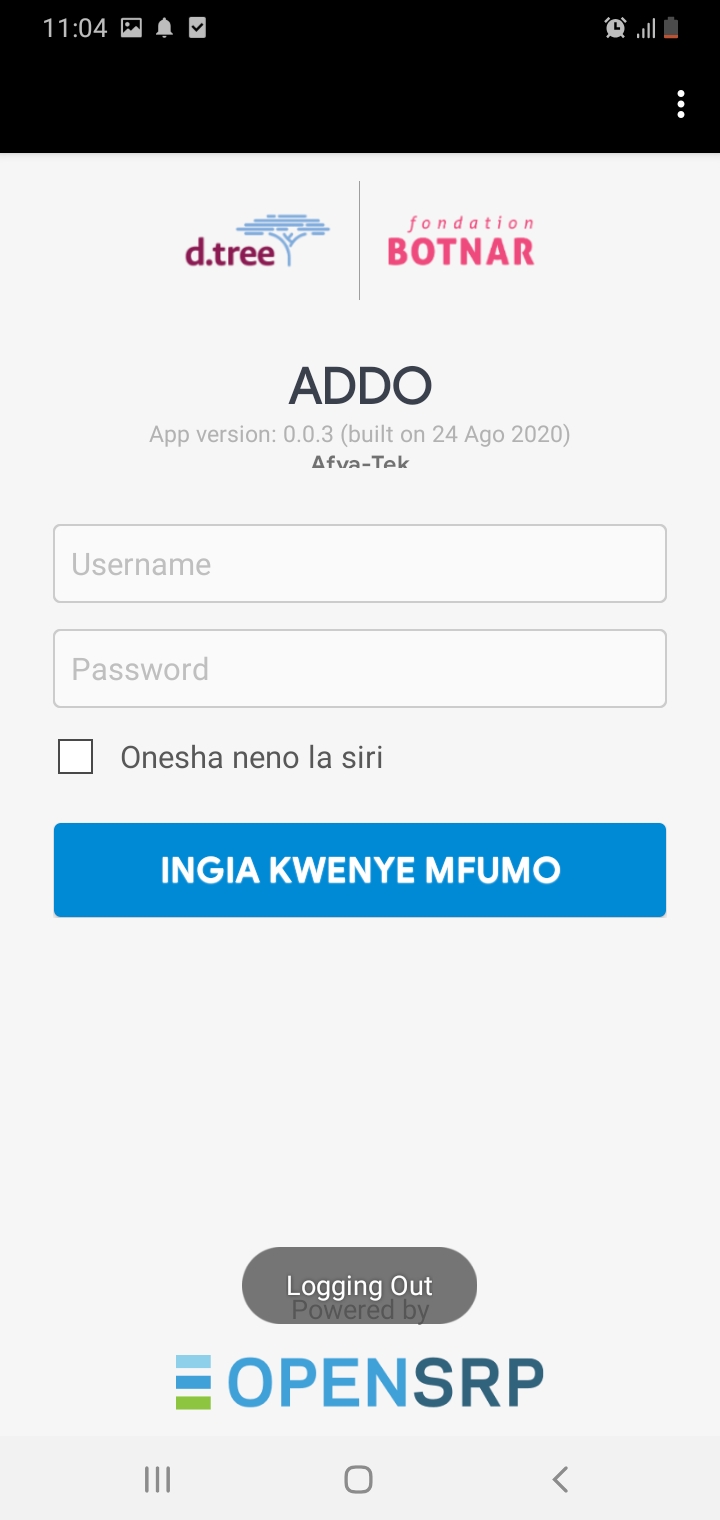 11:04
d.tree
fondation
BOTNAR
ADDO
App version: 0.0.3 (built on 24 Ago 2020)
Afya-Tek
Username
Password
Onesha neno la siri
INGIA KWENYE MFUMO
Logging Out
Powered by
OPENSRP